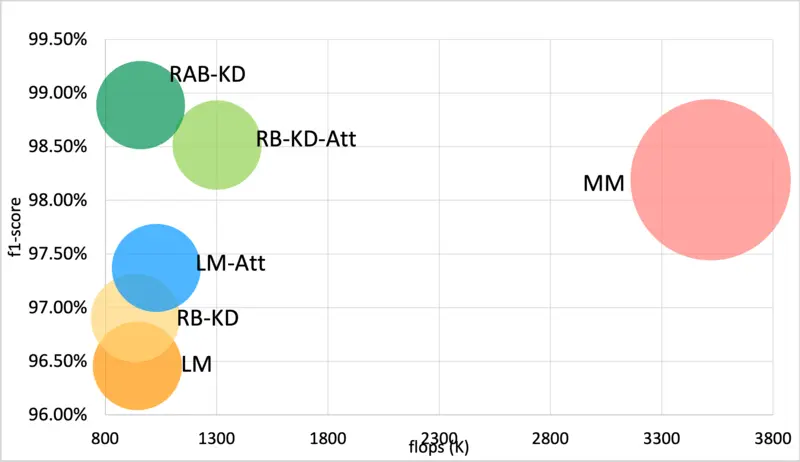 99.50%
99.00%
98.50%
98.00%
97.50%
97.00%
96.50%
96.00%
f1-score
RAB-KD
RB-KD-Att
MM
LM-Att
RB-KD
LM
800 1300 1800 2300 2800 3300 3800
flops (K)